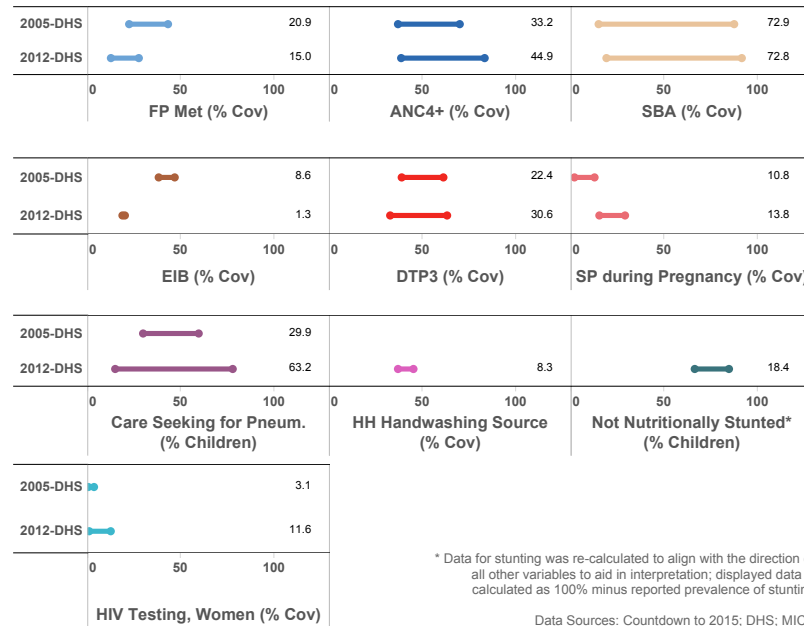 2005-DHS 20.9 33.2 72.9
2012-DHS 15.0 44.9 72.8
0 50 100 0 50 100 0 50 100
FP Met (% Cov) ANC4+ (% Cov) SBA (% Cov)
2005-DHS 8.6 22.4 10.8
2012-DHS 1.3 30.6 13.8
0 50 100 0 50 100 0 50 100
EIB (% Cov) DTP3 (% Cov) SP during Pregnancy (% Cov)
2005-DHS 29.9
2012-DHS 63.2 8.3 18.4
0 50 100 0 50 100 0 50 100
Care Seeking for Pneum. HH Handwashing Source Not Nutritionally Stunted*
(% Children) (% Cov) (% Children)
2005-DHS 3.1
2012-DHS 11.6
0 50 100
HIV Testing, Women (% Cov)
* Data for stunting was re-calculated to align with the direction
all other variables to aid in interpretation; displayed data
calculated as 100% minus reported prevalence of stuntin
Data Sources: Countdown to 2015; DHS; MIC